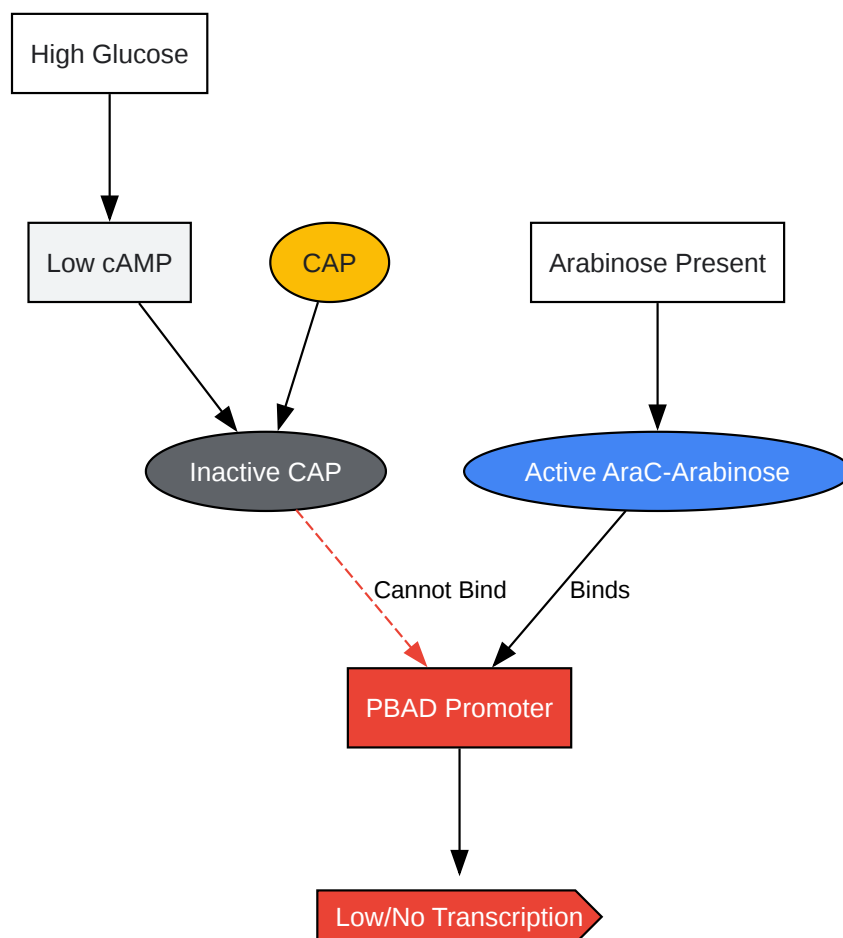 High Glucose
Low cAMP
CAP
Arabinose Present
Inactive CAP
Active AraC-Arabinose
Cannot Bind
Binds
PBAD Promoter
Low/No Transcription